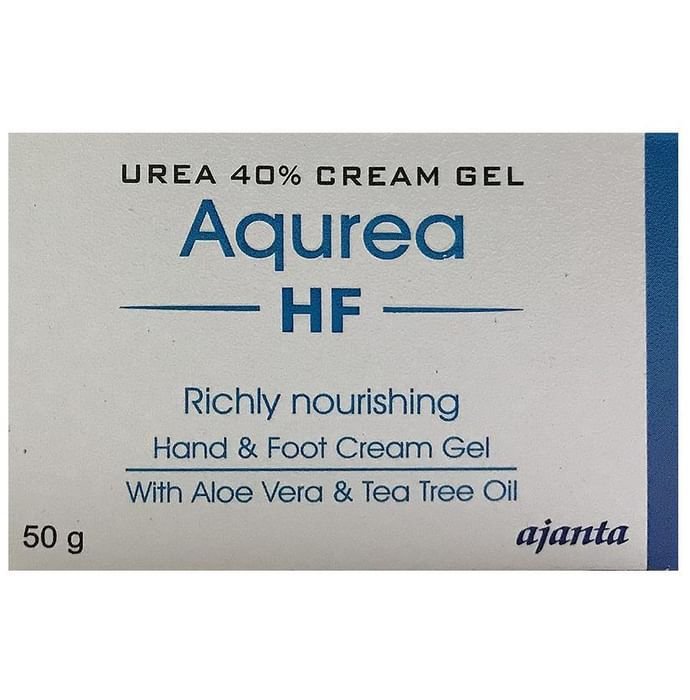 UREA 40% CREAM GEL
Aqurea
HF
Richly nourishing
Hand & Foot Cream Gel
With Aloe Vera & Tea Tree Oil
50 g
ajanta